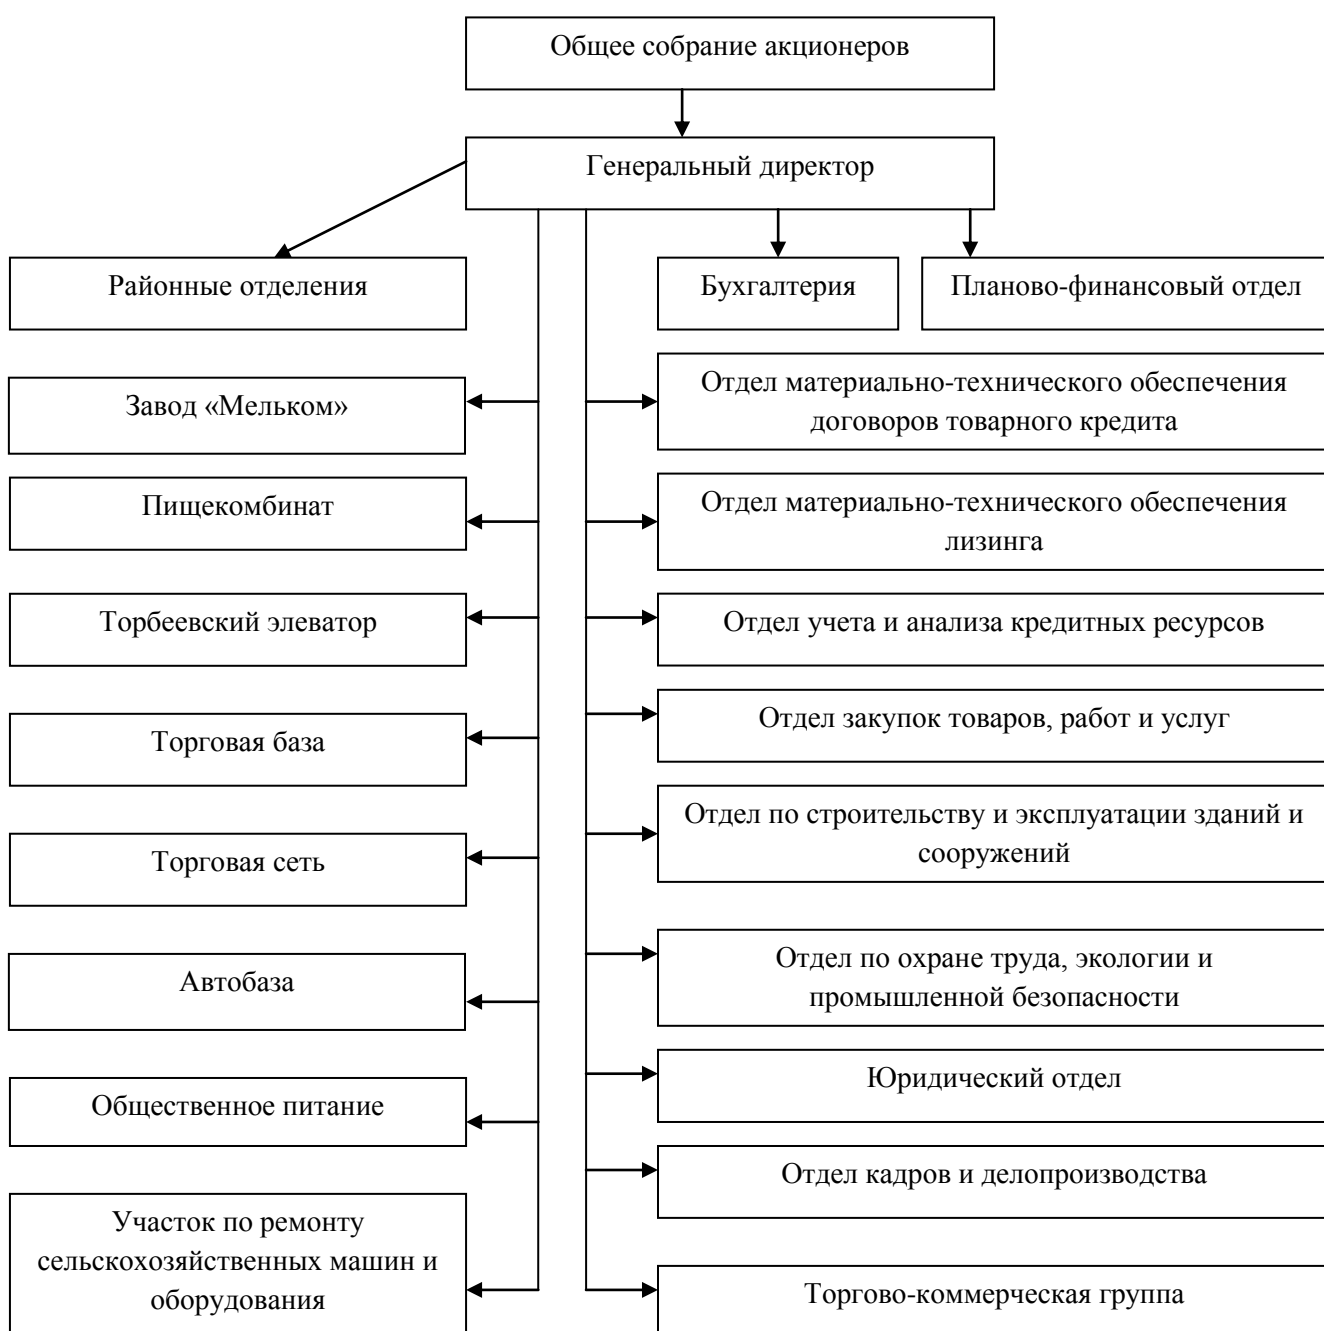 Общее собрание акционеров
Генеральный директор
Районные отделения
Бухгалтерия
Планово-финансовый отдел
Завод «Мельком»
Отдел материально-технического обеспечения
договоров товарного кредита
Пищекомбинат
Отдел материально-технического обеспечения
лизинга
Торбеевский элеватор
Отдел учета и анализа кредитных ресурсов
Торговая база
Отдел закупок товаров, работ и услуг
Торговая сеть
Отдел по строительству и эксплуатации зданий и
сооружений
Автобаза
Отдел по охране труда, экологии и
промышленной безопасности
Общественное питание
Юридический отдел
Отдел кадров и делопроизводства
Участок по ремонту
сельскохозяйственных машин и
оборудования
Торгово-коммерческая группа